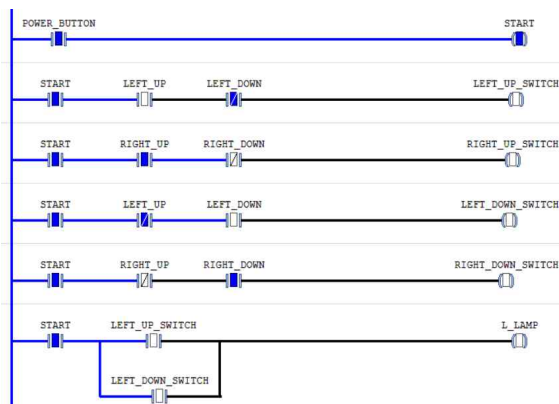 POWER_BUTTON START
START LEFT_UP LEFT_DOWN LEFT_UP_SWITCH
START RIGHT_UP RIGHT_DOWN RIGHT_UP_SWITCH
START LEFT_UP LEFT_DOWN LEFT_DOWN_SWITCH
START RIGHT_UP RIGHT_DOWN RIGHT_DOWN_SWITCH
START LEFT_UP_SWITCH L_LAMP
LEFT_DOWN_SWITCH